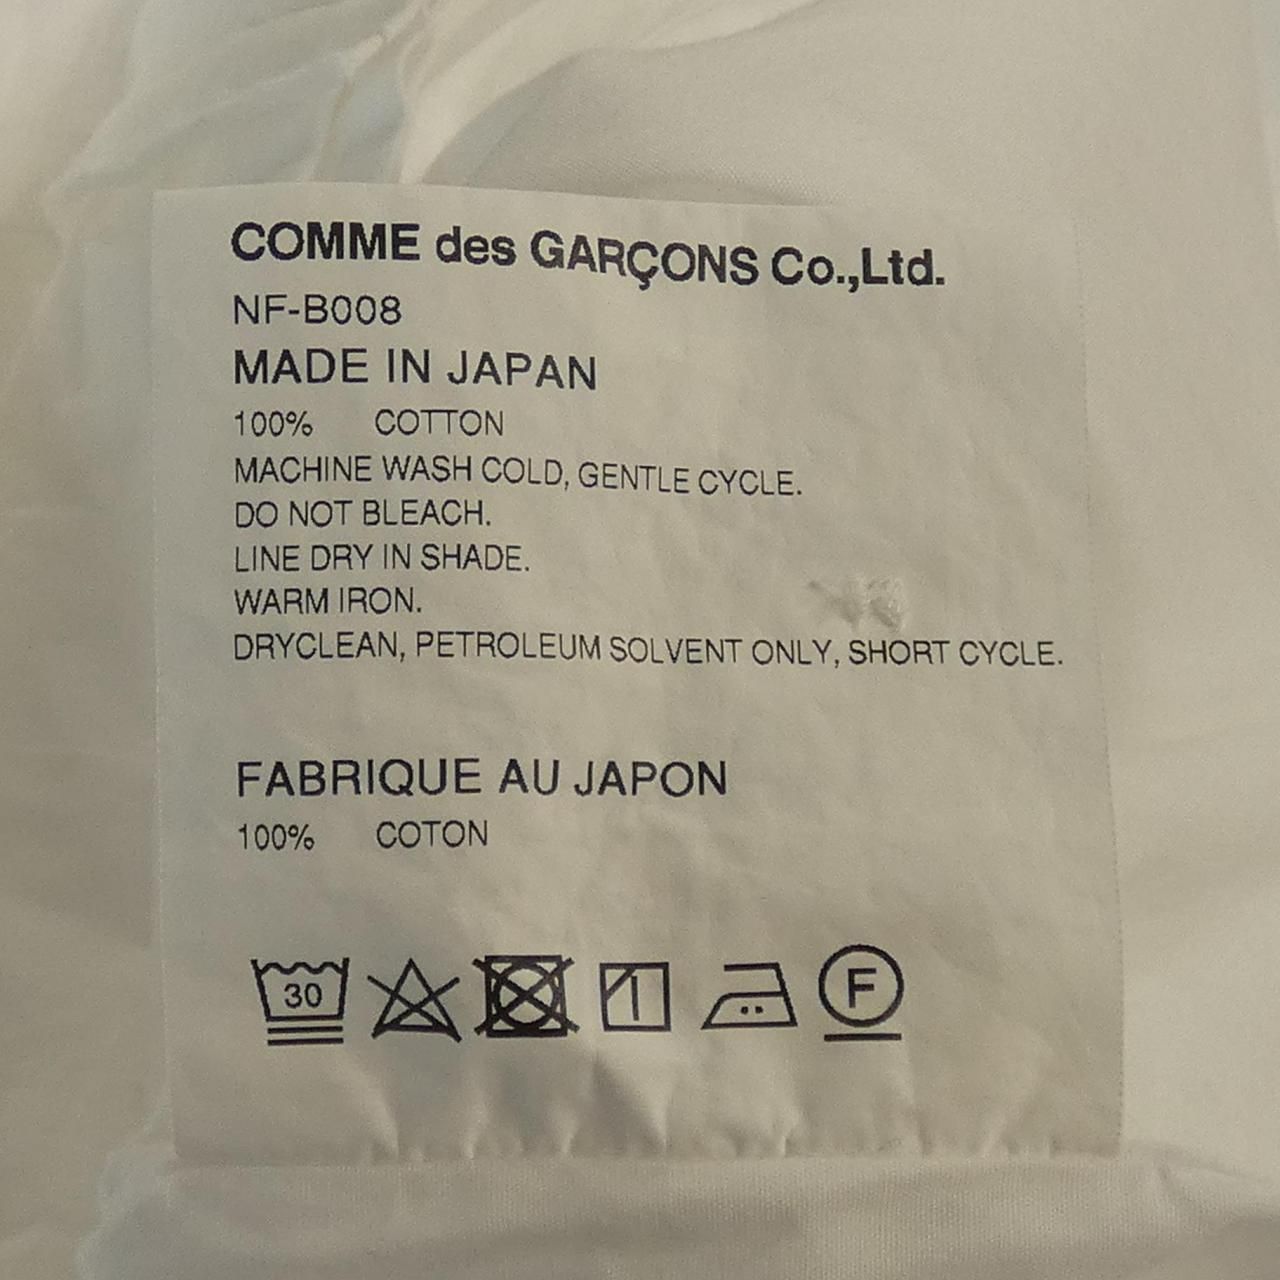 COMME des GARÇONS Co.,Ltd.
NF-B008
MADE IN JAPAN
100% COTTON
MACHINE WASH COLD, GENTLE CYCLE.
DO NOT BLEACH.
LINE DRY IN SHADE.
WARM IRON.
DRYCLEAN, PETROLEUM SOLVENT ONLY, SHORT CYCLE.
FABRIQUE AU JAPON
100% COTON
30 F